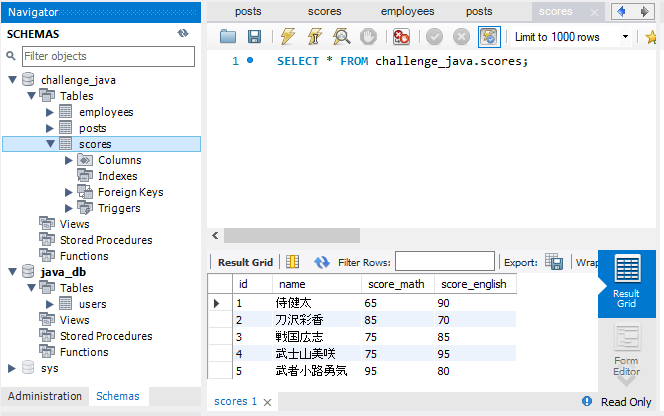 Navigator
SCHEMAS
Filter objects
challenge_java
Tables
employees
posts
scores
Columns
Indexes
Foreign Keys
Triggers
Views
Stored Procedures
Functions
java_db
Tables
users
Views
Stored Procedures
Functions
sys
Administration Schemas
posts scores employees posts scores
Limit to 1000 rows
1 SELECT * FROM challenge_java.scores;
Result Grid Filter Rows: Export: Wrap
id name score_math score_english
1 侍健太 65 90
2 刀沢彩香 85 70
3 戦国広志 75 85
4 武士山美咲 75 95
5 武者小路勇気 95 80
Result
Grid
Form
Editor
scores 1
Read Only